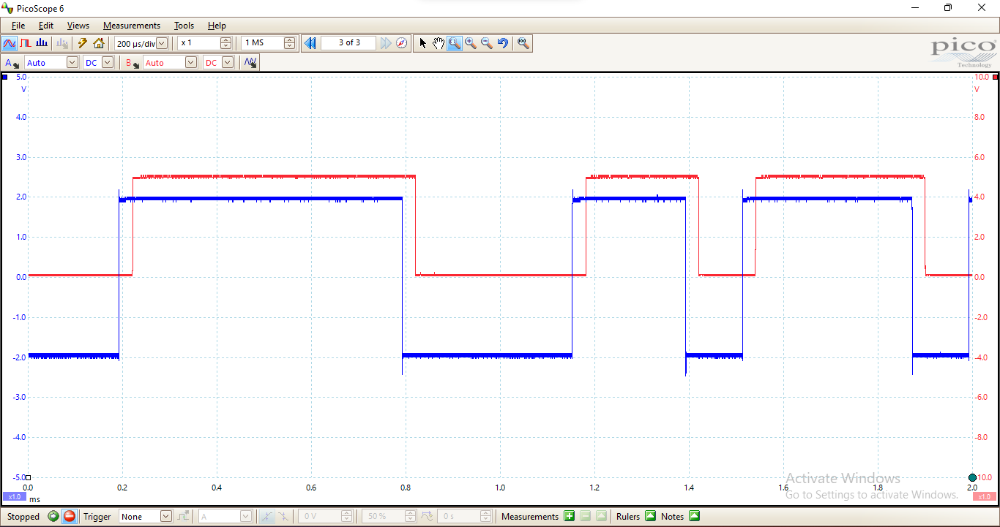 PicoScope 6
File Edit Views Measurements Tools Help
200 µs/div x 1 1 MS 3 of 3
pico
Technology
A Auto DC B Auto DC
5.0 10.0
V V
4.0 8.0
3.0 6.0
2.0 4.0
1.0 2.0
0.0 0.0
-1.0 -2.0
-2.0 -4.0
-3.0 -6.0
-4.0 -8.0
-5.0 10.0
Activate Windows
0.0 0.2 0.4 0.6 0.8 1.0 1.2 1.4 1.6 1.8 2.0
x1.0 ms Go to Settings to activate Windows. x1.0
Stopped Trigger None A 0 V 50 % 0 s Measurements Rulers Notes